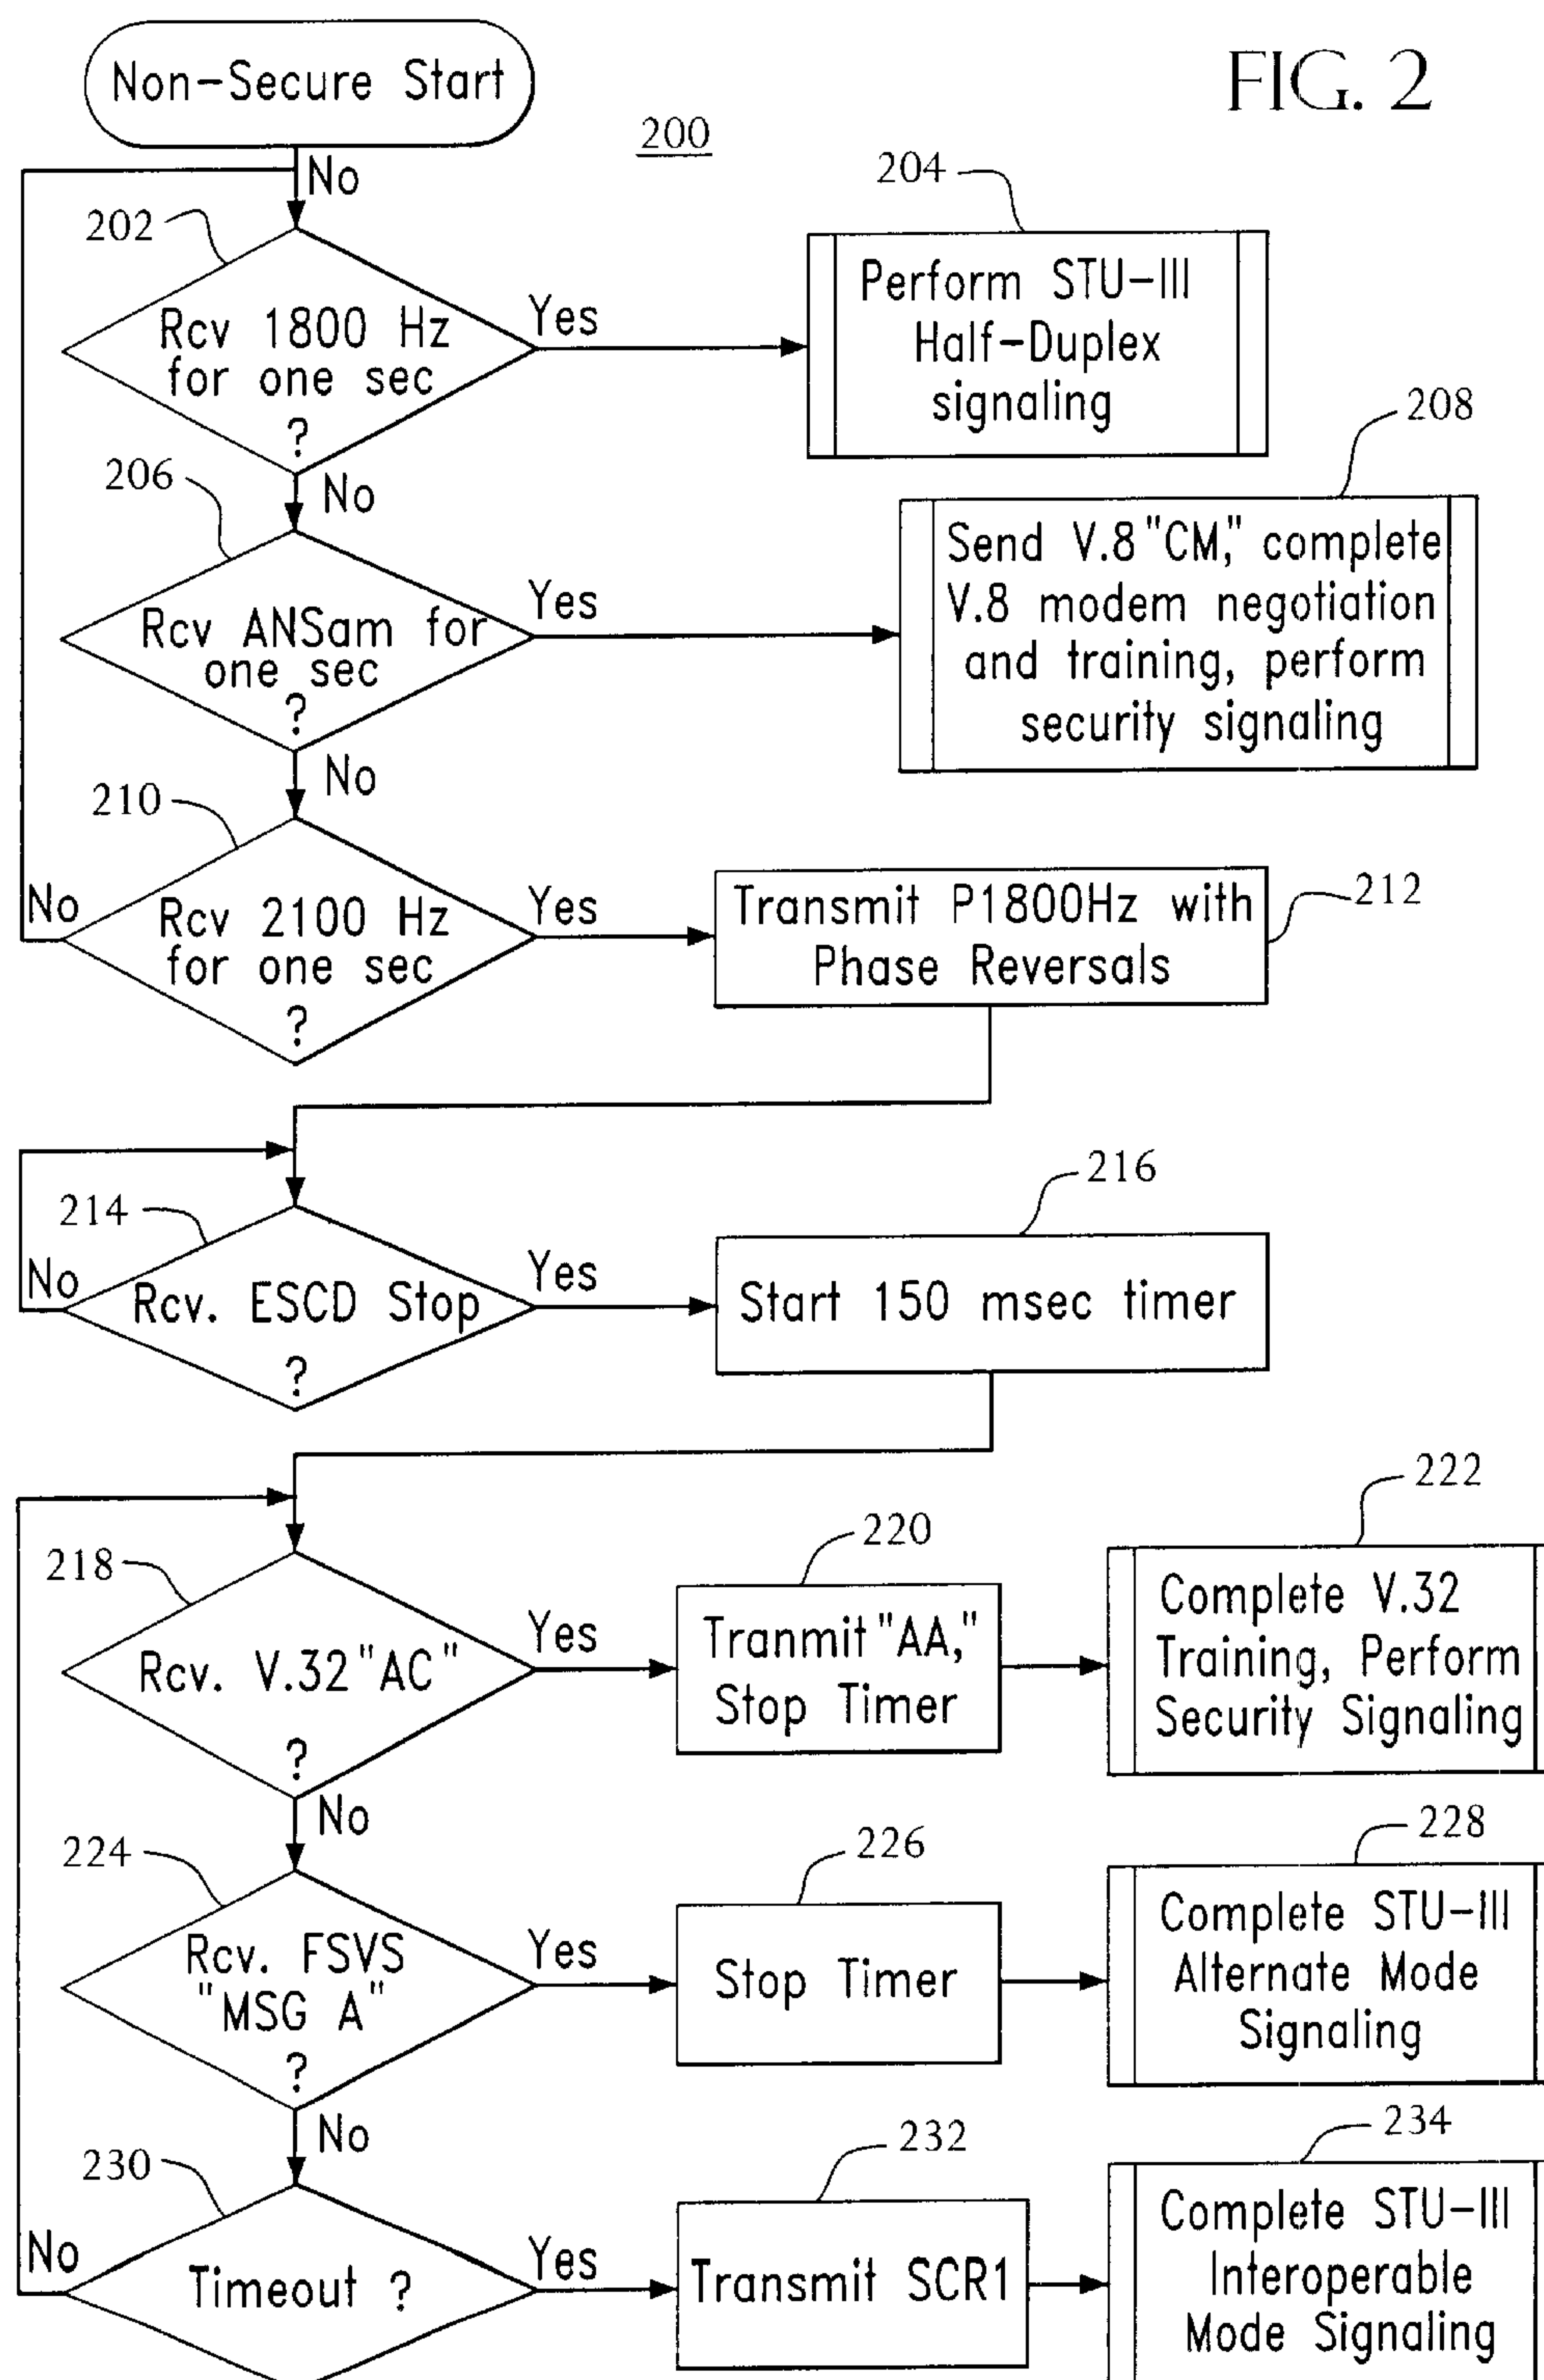 Non-Secure Start
FIG. 2
200
No
202
204
Rcv 1800 Hz
for one sec
?
Yes
Perform STU-III
Half-Duplex
signaling
No
206
208
Rcv ANSam for
one sec
?
Yes
Send V.8 "CM," complete
V.8 modem negotiation
and training, perform
security signaling
No
210
No
Rcv 2100 Hz
for one sec
?
Yes
Transmit P1800Hz with
Phase Reversals
212
214
216
No
Rcv. ESCD Stop
?
Yes
Start 150 msec timer
218
220
222
Rcv. V.32 "AC"
?
Yes
Tranmit "AA,"
Stop Timer
Complete V.32
Training, Perform
Security Signaling
No
224
226
228
Rcv. FSVS
"MSG A"
?
Yes
Stop Timer
Complete STU-III
Alternate Mode
Signaling
No
230
232
234
No
Timeout ?
Yes
Transmit SCR1
Complete STU-III
Interoperable
Mode Signaling